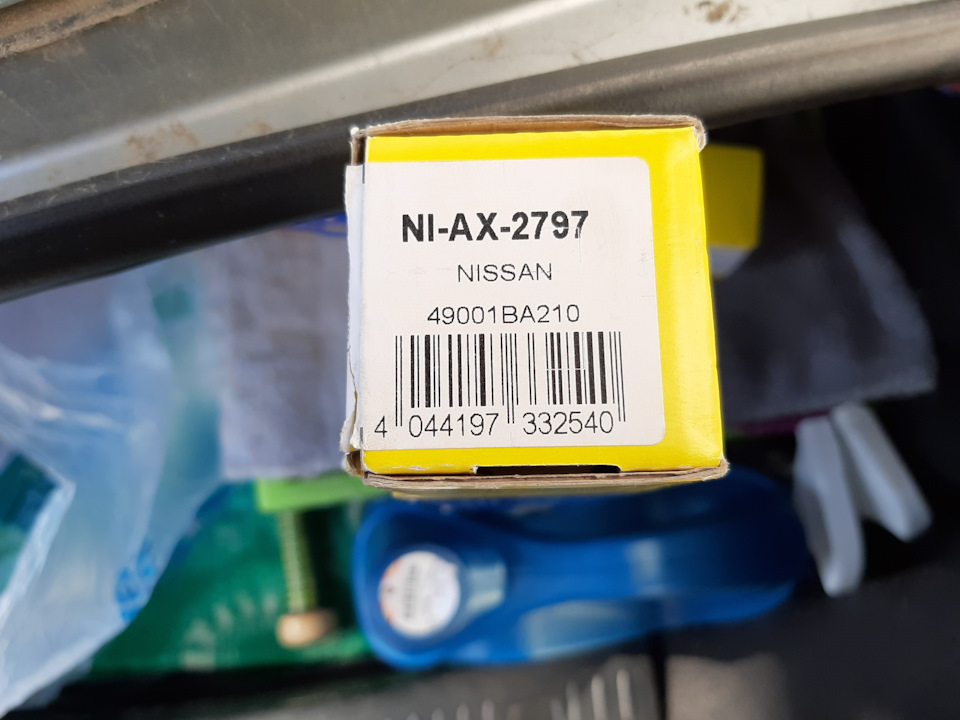 NI-AX-2797
NISSAN
49001BA210
4 044197 332540